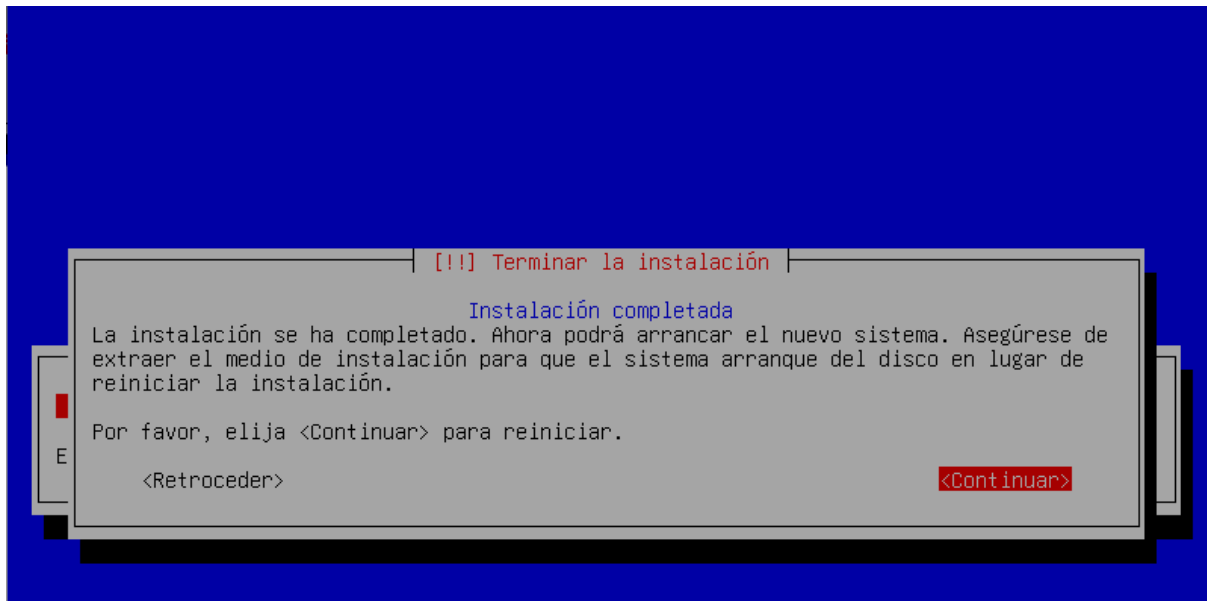 [!!] Terminar la instalación
Instalación completada
La instalación se ha completado. Ahora podrá arrancar el nuevo sistema. Asegúrese de
extraer el medio de instalación para que el sistema arranque del disco en lugar de
reiniciar la instalación.
Por favor, elija <Continuar> para reiniciar.
E
<Retroceder> <Continuar>